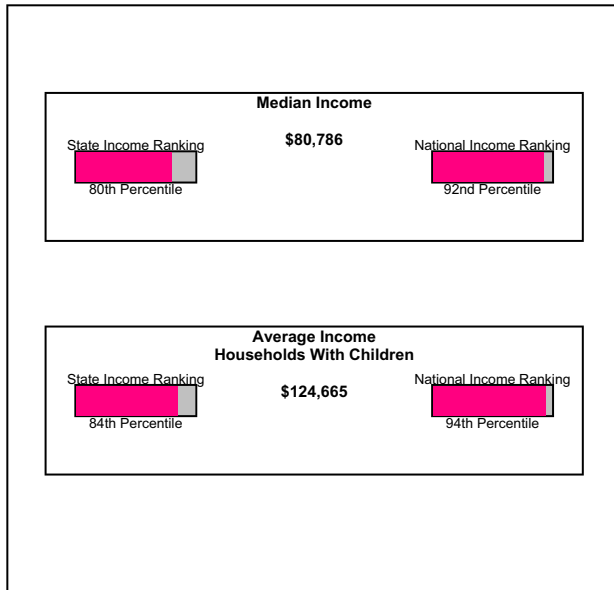 Median Income
$80,786
State Income Ranking
80th Percentile
National Income Ranking
92nd Percentile
Average Income
Households With Children
$124,665
State Income Ranking
84th Percentile
National Income Ranking
94th Percentile